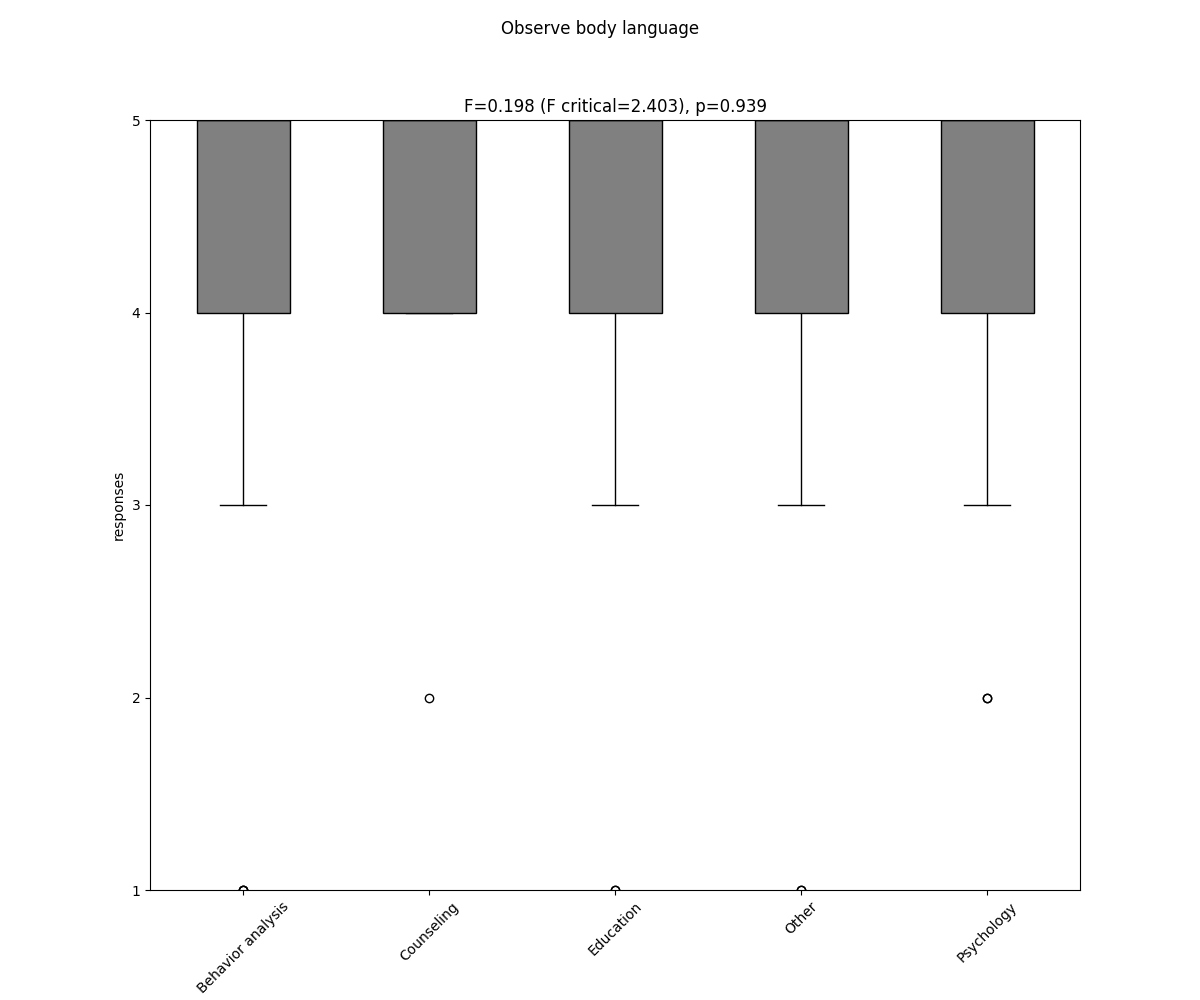 Observe body language
F=0.198 (F critical=2.403), p=0.939
5
4
3
2
1
responses
Behavior analysis
Counseling
Education
Other
Psychology